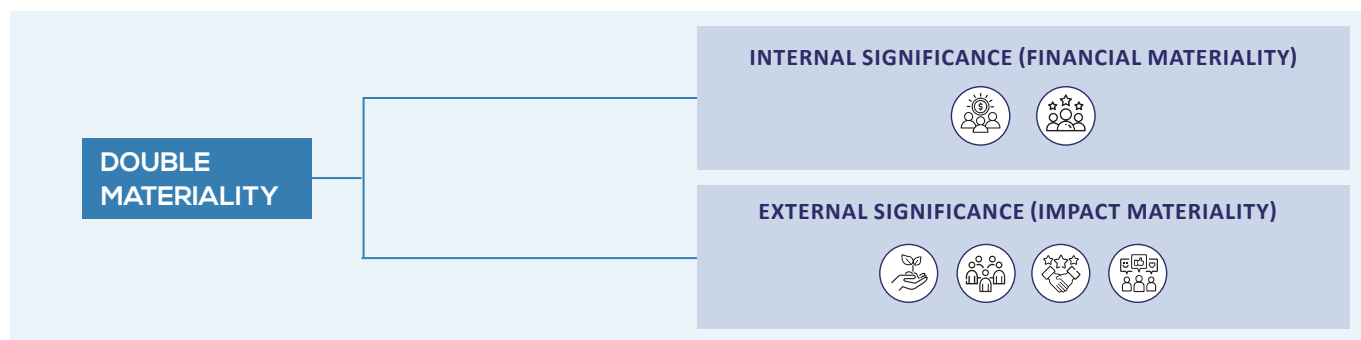 INTERNAL SIGNIFICANCE (FINANCIAL MATERIALITY)
$
DOUBLE
MATERIALITY
EXTERNAL SIGNIFICANCE (IMPACT MATERIALITY)